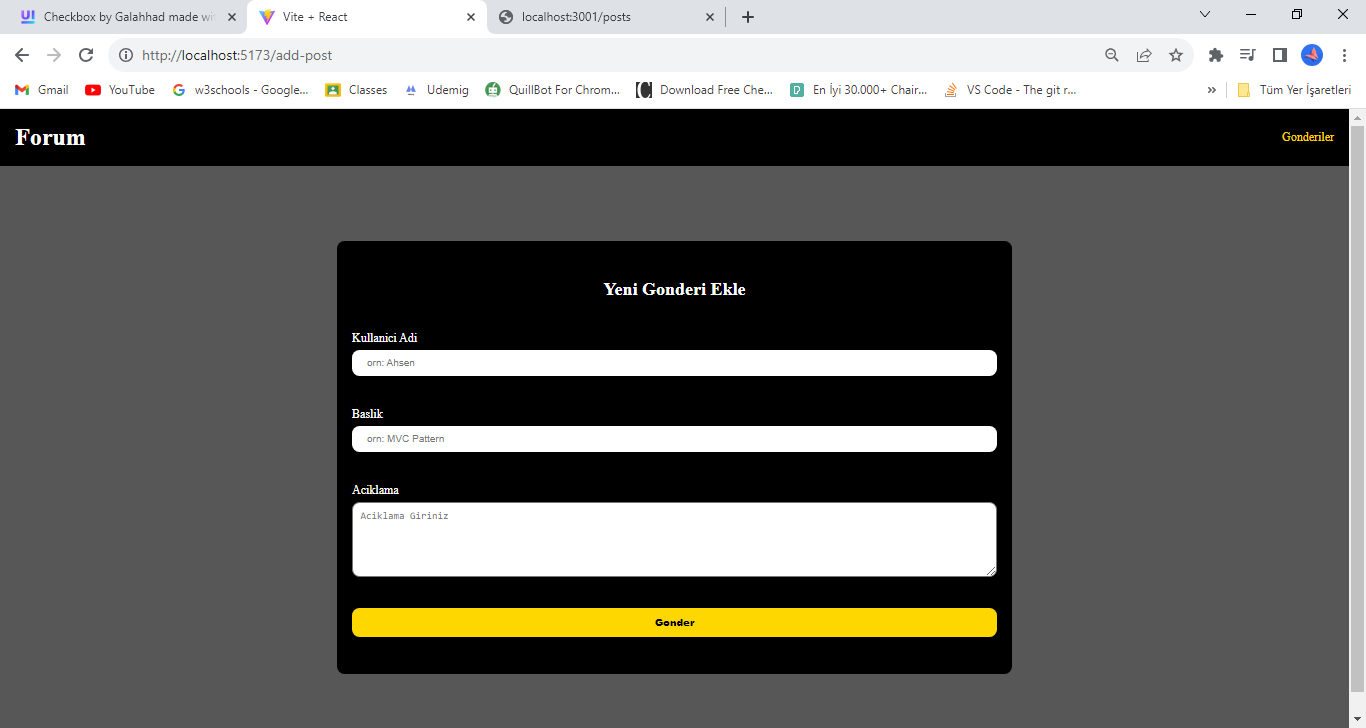 Checkbox by Galahhad made wit
Vite + React
localhost:3001/posts
http://localhost:5173/add-post
Gmail
YouTube
w3schools - Google...
Classes
Udemig
QuillBot For Chrom...
Download Free Che...
En İyi 30.000+ Chair...
VS Code - The git r...
»
Tüm Yer İşaretleri
Forum
Gonderiler
Yeni Gonderi Ekle
Kullanici Adi
orn: Ahsen
Baslik
orn: MVC Pattern
Aciklama
Aciklama Giriniz
Gonder